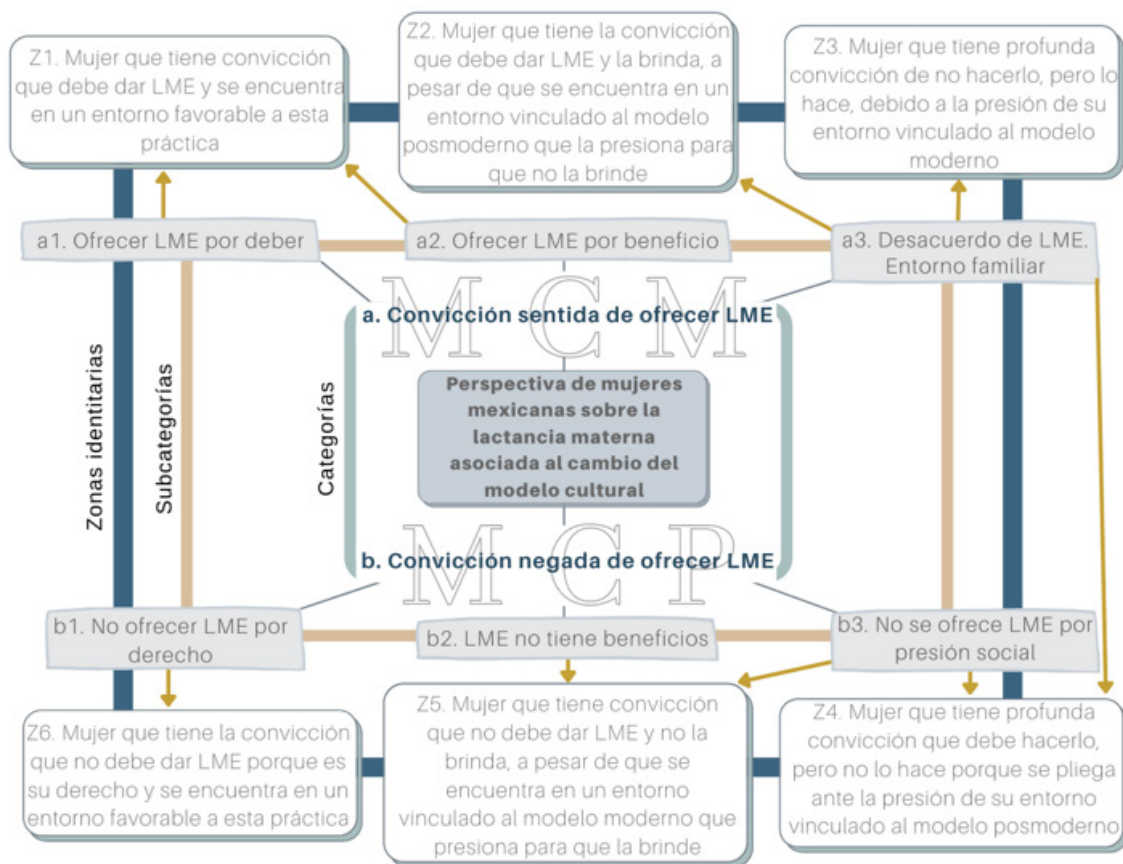 Z1. Mujer que tiene convicción
que debe dar LME y se encuentra
en un entorno favorable a esta
práctica
Z2. Mujer que tiene la convicción
que debe dar LME y la brinda, a
pesar de que se encuentra en un
entorno vinculado al modelo
posmoderno que la presiona para
que no la brinde
Z3. Mujer que tiene profunda
convicción de no hacerlo, pero lo
hace, debido a la presión de su
entorno vinculado al modelo
moderno
a1. Ofrecer LME por deber
a2. Ofrecer LME por beneficio
a3. Desacuerdo de LME.
Entorno familiar
M C M
a. Convicción sentida de ofrecer LME
Zonas identitarias
Subcategorías
Categorías
Perspectiva de mujeres
mexicanas sobre la
lactancia materna
asociada al cambio del
modelo cultural
M C P
b. Convicción negada de ofrecer LME
b1. No ofrecer LME por
derecho
b2. LME no tiene beneficios
b3. No se ofrece LME por
presión social
Z6. Mujer que tiene la convicción
que no debe dar LME porque es
su derecho y se encuentra en un
entorno favorable a esta práctica
Z5. Mujer que tiene convicción
que no debe dar LME y no la
brinda, a pesar de que se
encuentra en un entorno
vinculado al modelo moderno que
presiona para que la brinde
Z4. Mujer que tiene profunda
convicción que debe hacerlo,
pero no lo hace porque se pliega
ante la presión de su entorno
vinculado al modelo posmoderno